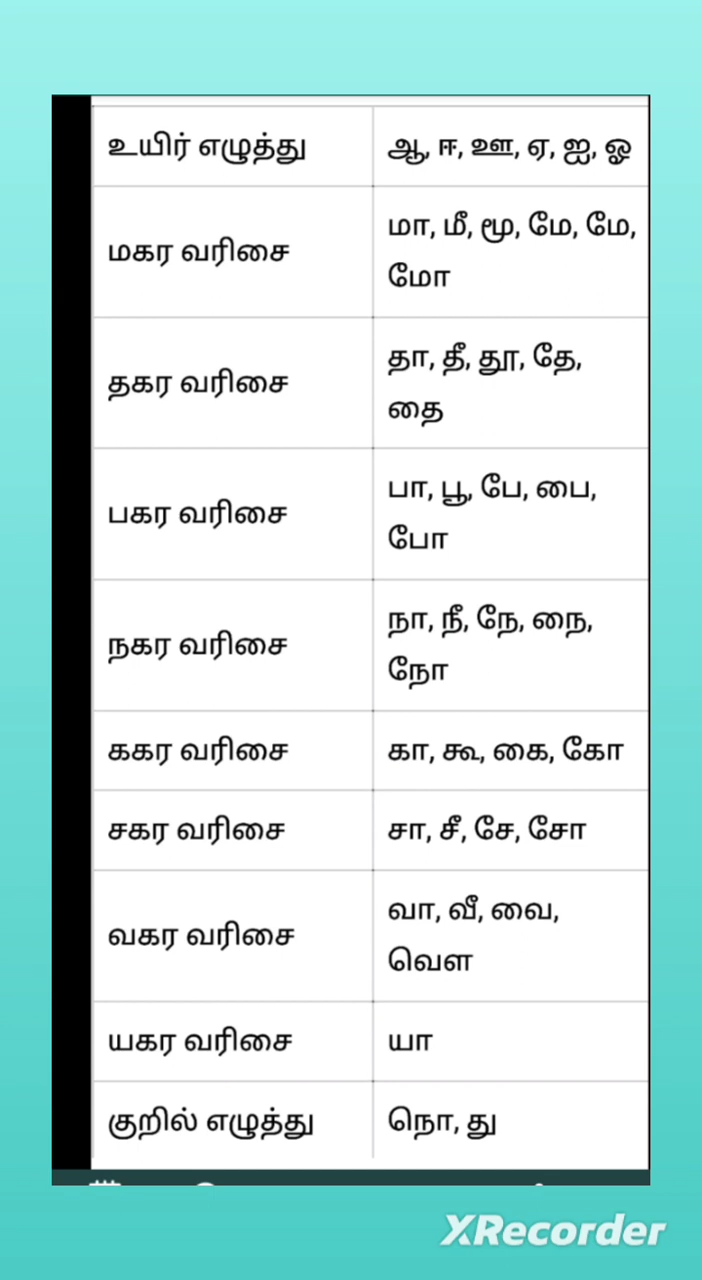 உயிர் எழுத்து ஆ, ஈ, ஊ, ஏ, ஐ, ஓ
மகர வரிசை மா, மீ, மூ, மே, மே,
மோ
தகர வரிசை தா, தீ, தூ, தே,
தை
பகர வரிசை பா, பூ, பே, பை,
போ
நகர வரிசை நா, நீ, நே, நை,
நோ
ககர வரிசை கா, கூ, கை, கோ
சகர வரிசை சா, சீ, சே, சோ
வகர வரிசை வா, வீ, வை,
வௌ
யகர வரிசை யா
குறில் எழுத்து நொ, து
XRecorder